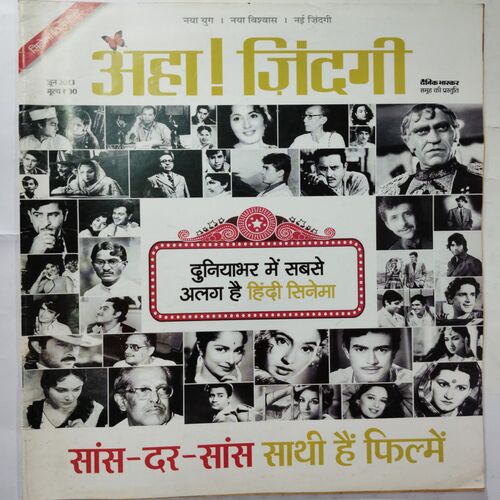 नया युग । नया विश्वास । नई ज़िंदगी
अहा! ज़िंदगी
जून 2013
मूल्य ₹ 30
दैनिक भास्कर
समूह की प्रस्तुति
दुनियाभर में सबसे
अलग है हिंदी सिनेमा
सांस-दर-सांस साथी हैं फिल्में